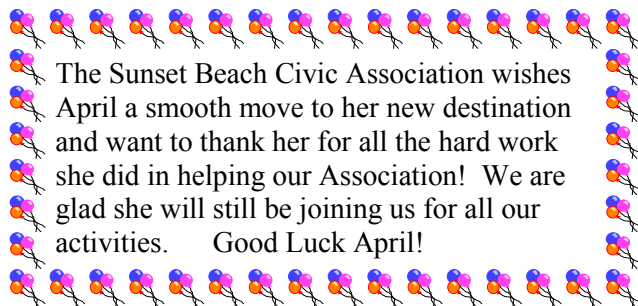 The Sunset Beach Civic Association wishes
April a smooth move to her new destination
and want to thank her for all the hard work
she did in helping our Association!  We are
glad she will still be joining us for all our
activities.      Good Luck April!